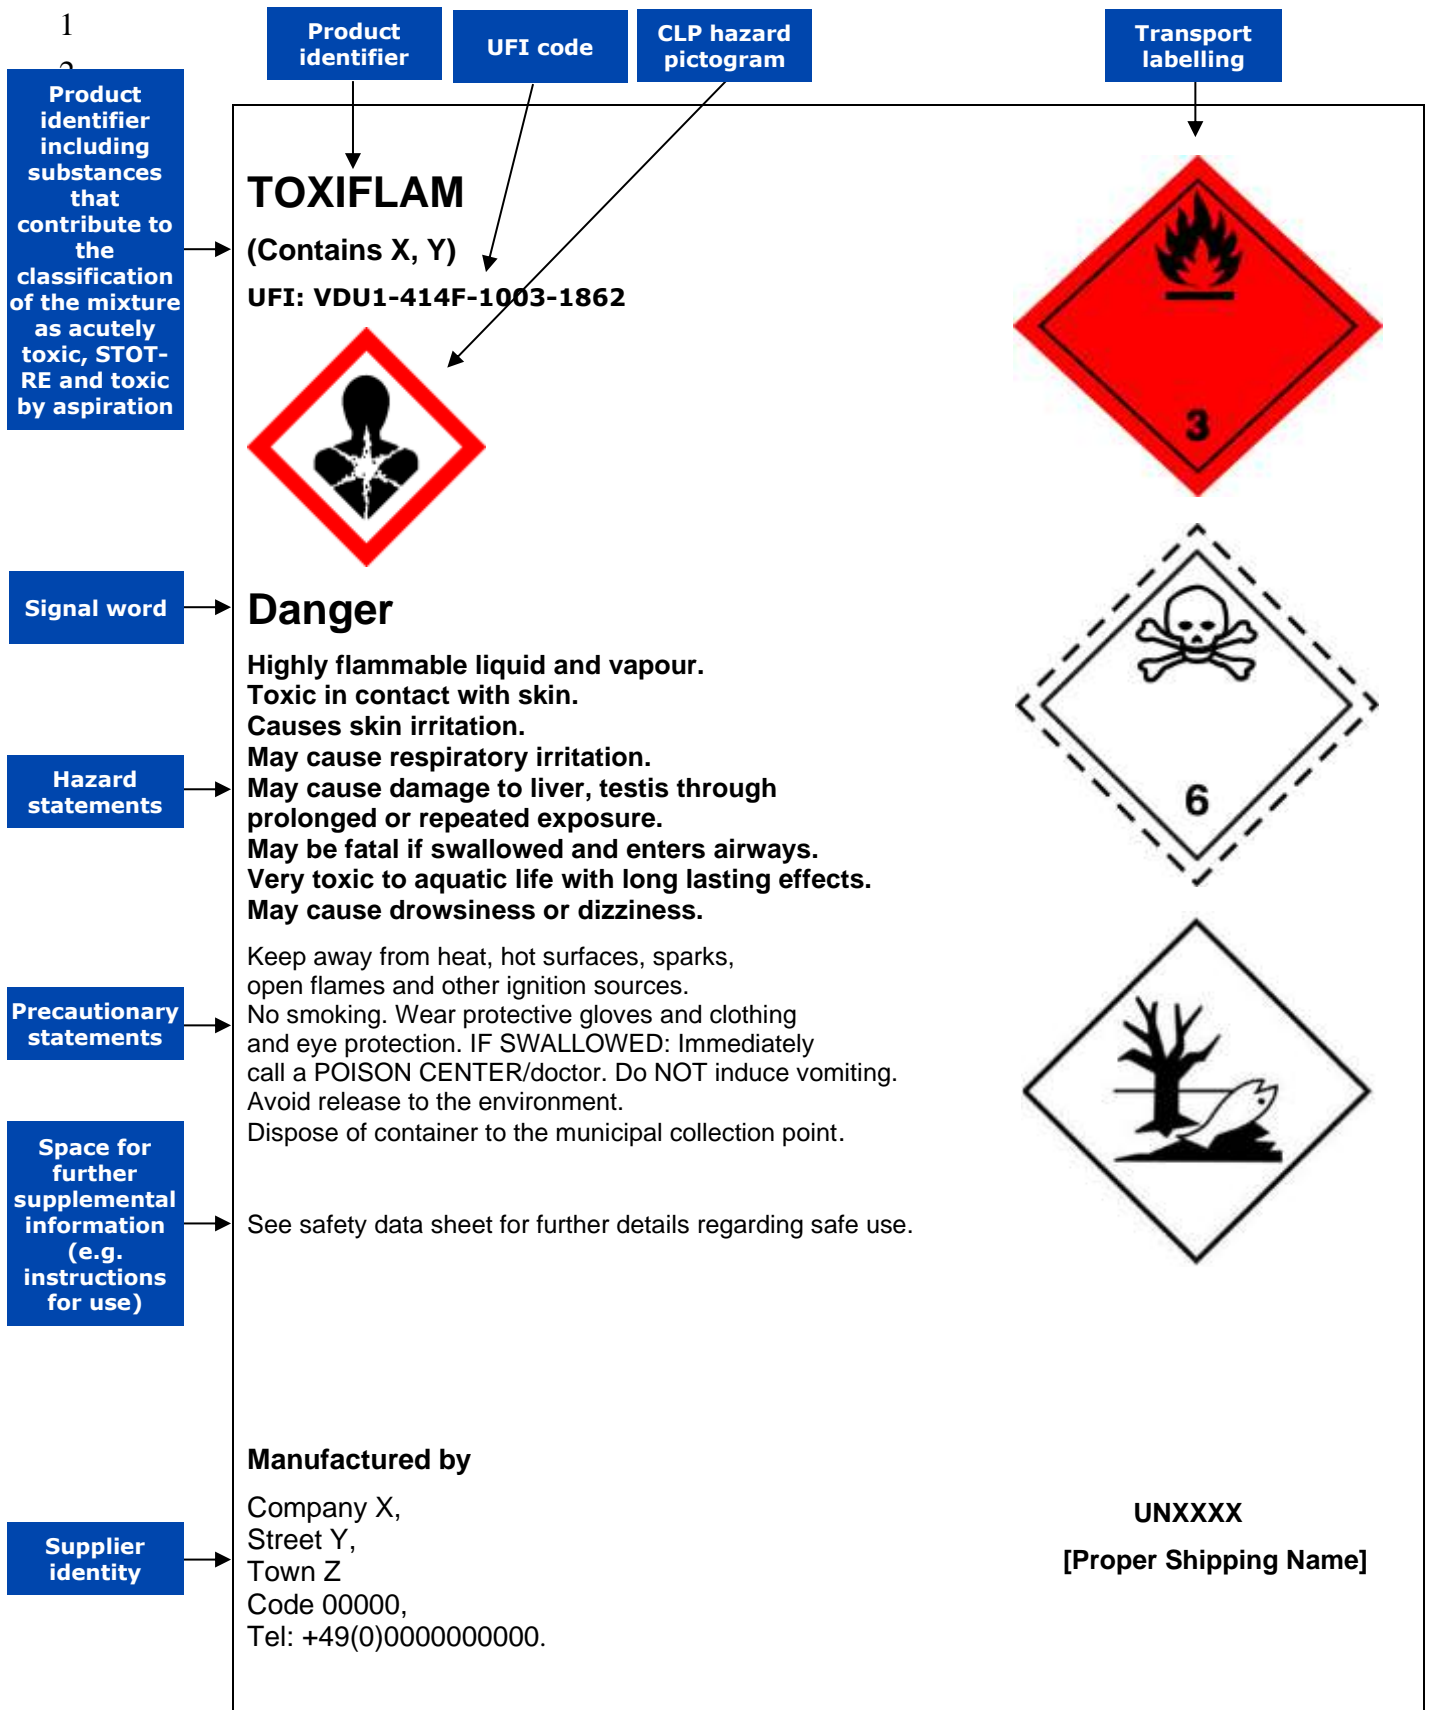 1
Product
identifier
UFI code
CLP hazard
pictogram
Transport
labelling
Product
identifier
including
substances
that
contribute to
the
classification
of the mixture
as acutely
toxic, STOT-
RE and toxic
by aspiration
TOXIFLAM
(Contains X, Y)
UFI: VDU1-414F-1003-1862
3
Signal word
Danger
Hazard
statements
Highly flammable liquid and vapour.
Toxic in contact with skin.
Causes skin irritation.
May cause respiratory irritation.
May cause damage to liver, testis through
prolonged or repeated exposure.
May be fatal if swallowed and enters airways.
Very toxic to aquatic life with long lasting effects.
May cause drowsiness or dizziness.
6
Precautionary
statements
Keep away from heat, hot surfaces, sparks,
open flames and other ignition sources.
No smoking. Wear protective gloves and clothing
and eye protection. IF SWALLOWED: Immediately
call a POISON CENTER/doctor. Do NOT induce vomiting.
Avoid release to the environment.
Dispose of container to the municipal collection point.
Space for
further
supplemental
information
(e.g.
instructions
for use)
See safety data sheet for further details regarding safe use.
Supplier
identity
Manufactured by
Company X,
Street Y,
Town Z
Code 00000,
Tel: +49(0)0000000000.
UNXXXX
[Proper Shipping Name]